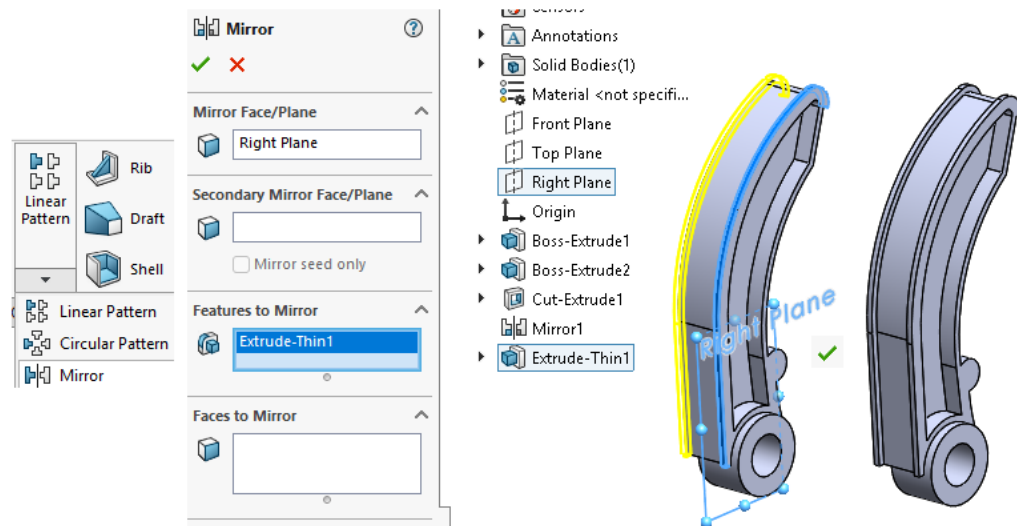 Linear
Pattern
Rib
Draft
Shell
Linear Pattern
Circular Pattern
Mirror
Mirror
?
Mirror Face/Plane
Right Plane
Secondary Mirror Face/Plane
Mirror seed only
Features to Mirror
Extrude-Thin1
Faces to Mirror
Sensors
A Annotations
Solid Bodies(1)
Material <not specifi...
Front Plane
Top Plane
Right Plane
Origin
Boss-Extrude1
Boss-Extrude2
Cut-Extrude1
Mirror1
Extrude-Thin1
Right Plane